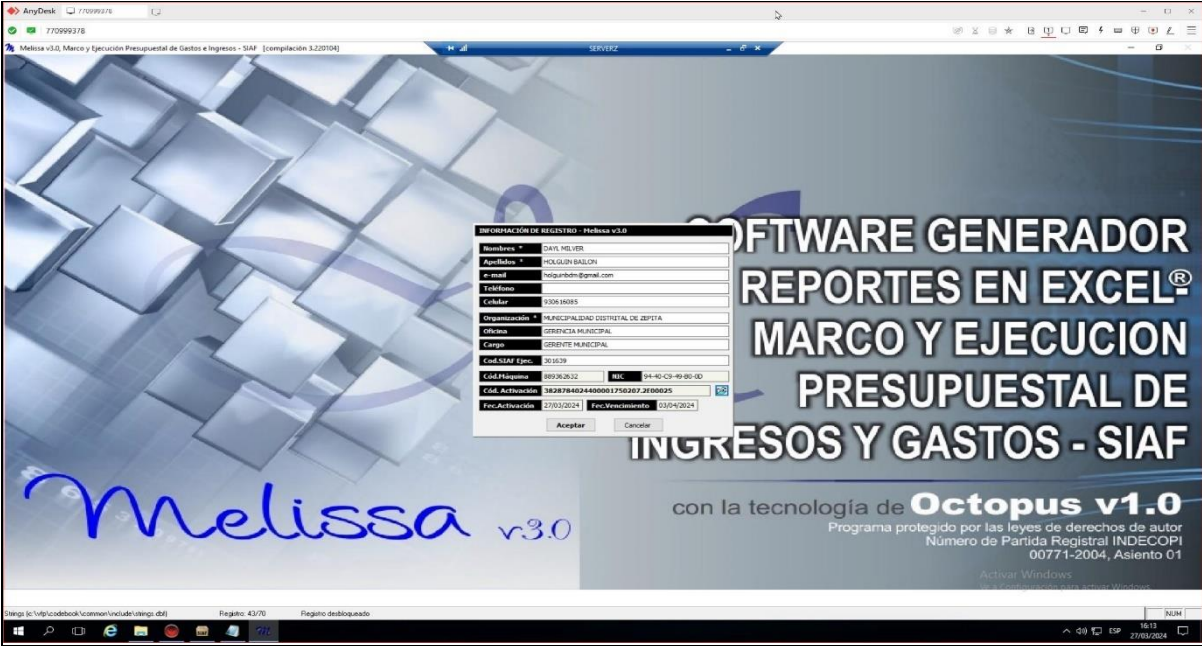 AnyDesk 770999378
770999378
Melissa v3.0, Marco y Ejecución Presupuestal de Gastos e Ingresos - SIAF [compilación 3.220104]
SERVERZ
INFORMACIÓN DE REGISTRO - Melissa v3.0
Nombres * DAYL MILVER
Apellidos * HOLGUIN BAILON
e-mail holguinbdm@gmail.com
Teléfono
Celular 930616085
Organización * MUNICIPALIDAD DISTRITAL DE ZEPITA
Oficina GERENCIA MUNICIPAL
Cargo GERENTE MUNICIPAL
Cod.SIAF Ejec. 301639
Cód.Máquina 889362632 NIC 94-40-C9-49-B0-0D
Cód. Activación 3828784024400001750207.2E00025
Fec.Activación 27/03/2024 Fec.Vencimiento 03/04/2024
Aceptar Cancelar
SOFTWARE GENERADOR
REPORTES EN EXCEL®
MARCO Y EJECUCION
PRESUPUESTAL DE
INGRESOS Y GASTOS - SIAF
Melissa v3.0
con la tecnología de Octopus v1.0
Programa protegido por las leyes de derechos de autor
Número de Partida Registral INDECOPI
00771-2004, Asiento 01
Activar Windows
Ve a Configuración para activar Windows.
Strings (c:\vfp\codebook\common\include\strings.dbf) Registro: 43/70 Registro desbloqueado NUM
ESP 16:13
27/03/2024